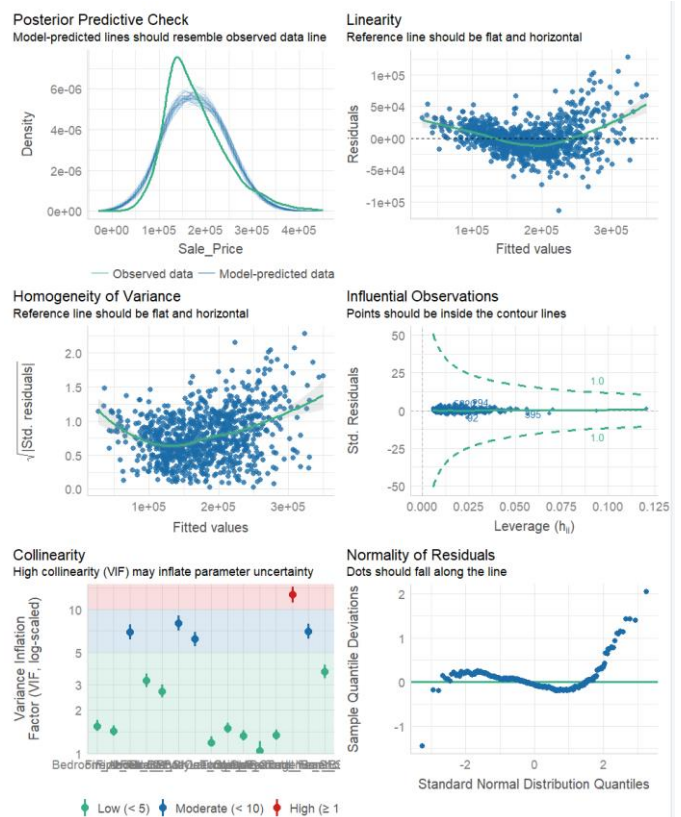 Posterior Predictive Check
Model-predicted lines should resemble observed data line
6e-06
4e-06
2e-06
0e+00
Density
0e+00 1e+05 2e+05 3e+05 4e+05
Sale_Price
Observed data Model-predicted data
Linearity
Reference line should be flat and horizontal
1e+05
5e+04
0e+00
-5e+04
-1e+05
Residuals
1e+05 2e+05 3e+05
Fitted values
Homogeneity of Variance
Reference line should be flat and horizontal
2.0
1.5
1.0
0.5
0.0
√|Std. residuals|
1e+05 2e+05 3e+05
Fitted values
Influential Observations
Points should be inside the contour lines
50
25
0
-25
-50
Std. Residuals
1.0
1.0
0.000 0.025 0.050 0.075 0.100 0.125
Leverage (hii)
Collinearity
High collinearity (VIF) may inflate parameter uncertainty
10
5
3
2
1
Variance Inflation
Factor (VIF, log-scaled)
Low (< 5) Moderate (< 10) High (≥ 1
Normality of Residuals
Dots should fall along the line
2
1
0
-1
Sample Quantile Deviations
-2 0 2
Standard Normal Distribution Quantiles